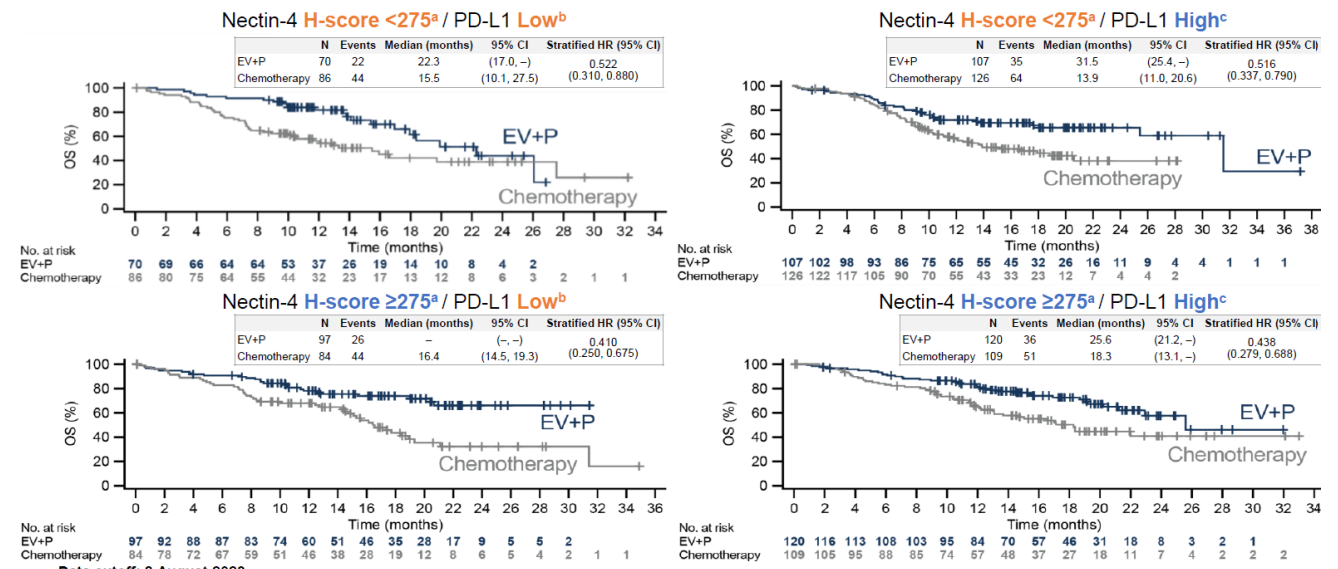 Nectin-4 H-score <275ᵃ / PD-L1 Lowᵇ
N Events Median (months) 95% CI Stratified HR (95% CI)
EV+P 70 22 22.3 (17.0, –) 0.522
Chemotherapy 86 44 15.5 (10.1, 27.5) (0.310, 0.880)
OS (%)
100
80
60
40
20
0
EV+P
Chemotherapy
0 2 4 6 8 10 12 14 16 18 20 22 24 26 28 30 32 34
Time (months)
No. at risk
EV+P 70 69 66 64 64 53 37 26 19 14 10 8 4 2
Chemotherapy 86 80 75 64 55 44 32 23 17 13 12 8 6 3 2 1 1
Nectin-4 H-score <275ᵃ / PD-L1 Highᶜ
N Events Median (months) 95% CI Stratified HR (95% CI)
EV+P 107 35 31.5 (25.4, –) 0.516
Chemotherapy 126 64 13.9 (11.0, 20.6) (0.337, 0.790)
OS (%)
100
80
60
40
20
0
EV+P
Chemotherapy
0 2 4 6 8 10 12 14 16 18 20 22 24 26 28 30 32 34 36 38
Time (months)
No. at risk
EV+P 107 102 98 93 86 75 65 55 45 32 26 16 11 9 4 4 1 1 1
Chemotherapy 126 122 117 105 90 70 55 43 33 23 12 7 4 4 2
Nectin-4 H-score ≥275ᵃ / PD-L1 Lowᵇ
N Events Median (months) 95% CI Stratified HR (95% CI)
EV+P 97 26 – (–, –) 0.410
Chemotherapy 84 44 16.4 (14.5, 19.3) (0.250, 0.675)
OS (%)
100
80
60
40
20
0
EV+P
Chemotherapy
0 2 4 6 8 10 12 14 16 18 20 22 24 26 28 30 32 34 36
Time (months)
No. at risk
EV+P 97 92 88 87 83 74 60 51 46 35 28 17 9 5 5 2
Chemotherapy 84 78 72 67 59 51 46 38 28 19 12 8 6 5 4 2 1 1
Nectin-4 H-score ≥275ᵃ / PD-L1 Highᶜ
N Events Median (months) 95% CI Stratified HR (95% CI)
EV+P 120 36 25.6 (21.2, –) 0.438
Chemotherapy 109 51 18.3 (13.1, –) (0.279, 0.688)
OS (%)
100
80
60
40
20
0
EV+P
Chemotherapy
0 2 4 6 8 10 12 14 16 18 20 22 24 26 28 30 32 34
Time (months)
No. at risk
EV+P 120 116 113 108 103 95 84 70 57 46 31 18 8 3 2 1
Chemotherapy 109 105 95 88 85 74 57 48 37 27 18 11 7 4 2 2 2